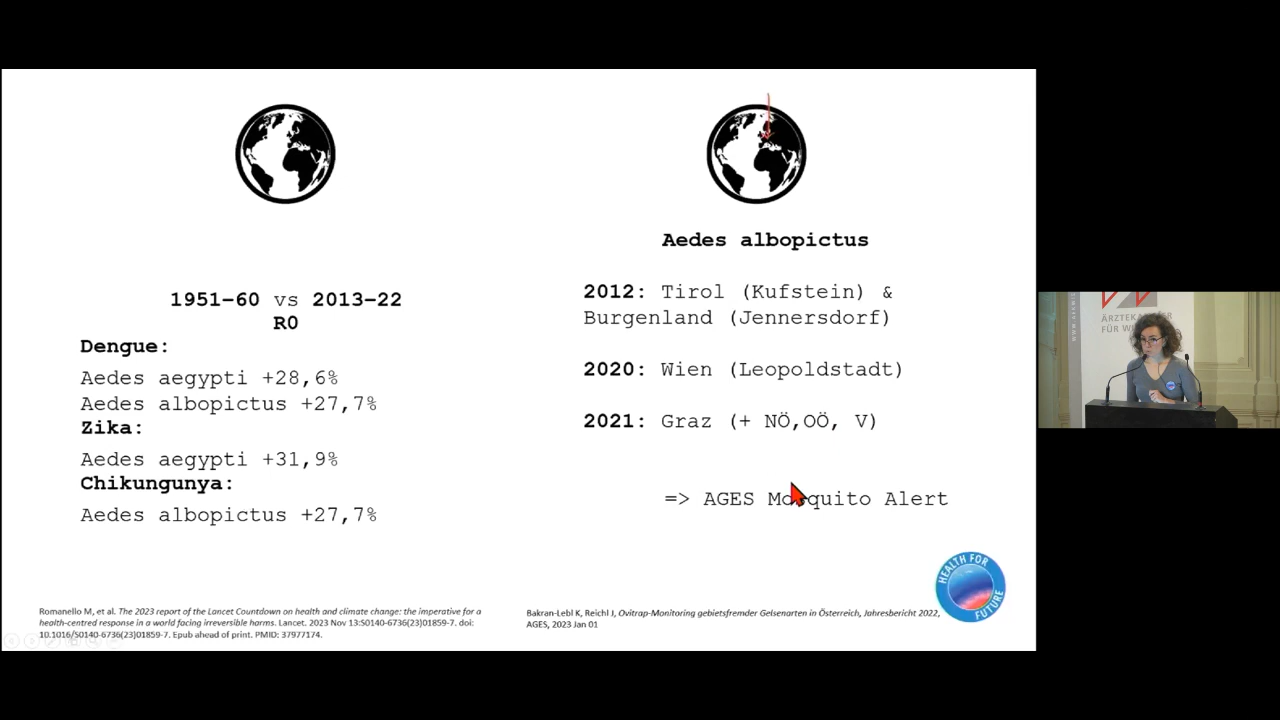 1951–60 vs 2013–22
R0
Dengue:
Aedes aegypti +28,6%
Aedes albopictus +27,7%
Zika:
Aedes aegypti +31,9%
Chikungunya:
Aedes albopictus +27,7%
Romanello M, et al. The 2023 report of the Lancet Countdown on health and climate change: the imperative for a
health-centred response in a world facing irreversible harms. Lancet. 2023 Nov 13:S0140-6736(23)01859-7. doi:
10.1016/S0140-6736(23)01859-7. Epub ahead of print. PMID: 37977174.
Aedes albopictus
2012: Tirol (Kufstein) &
Burgenland (Jennersdorf)
2020: Wien (Leopoldstadt)
2021: Graz (+ NÖ,OÖ, V)
=> AGES Mosquito Alert
Bakran-Lebl K, Reichl J, Ovitrap-Monitoring gebietsfremder Gelsenarten in Österreich, Jahresbericht 2022,
AGES, 2023 Jan 01
HEALTH FOR
FUTURE
FÜR W